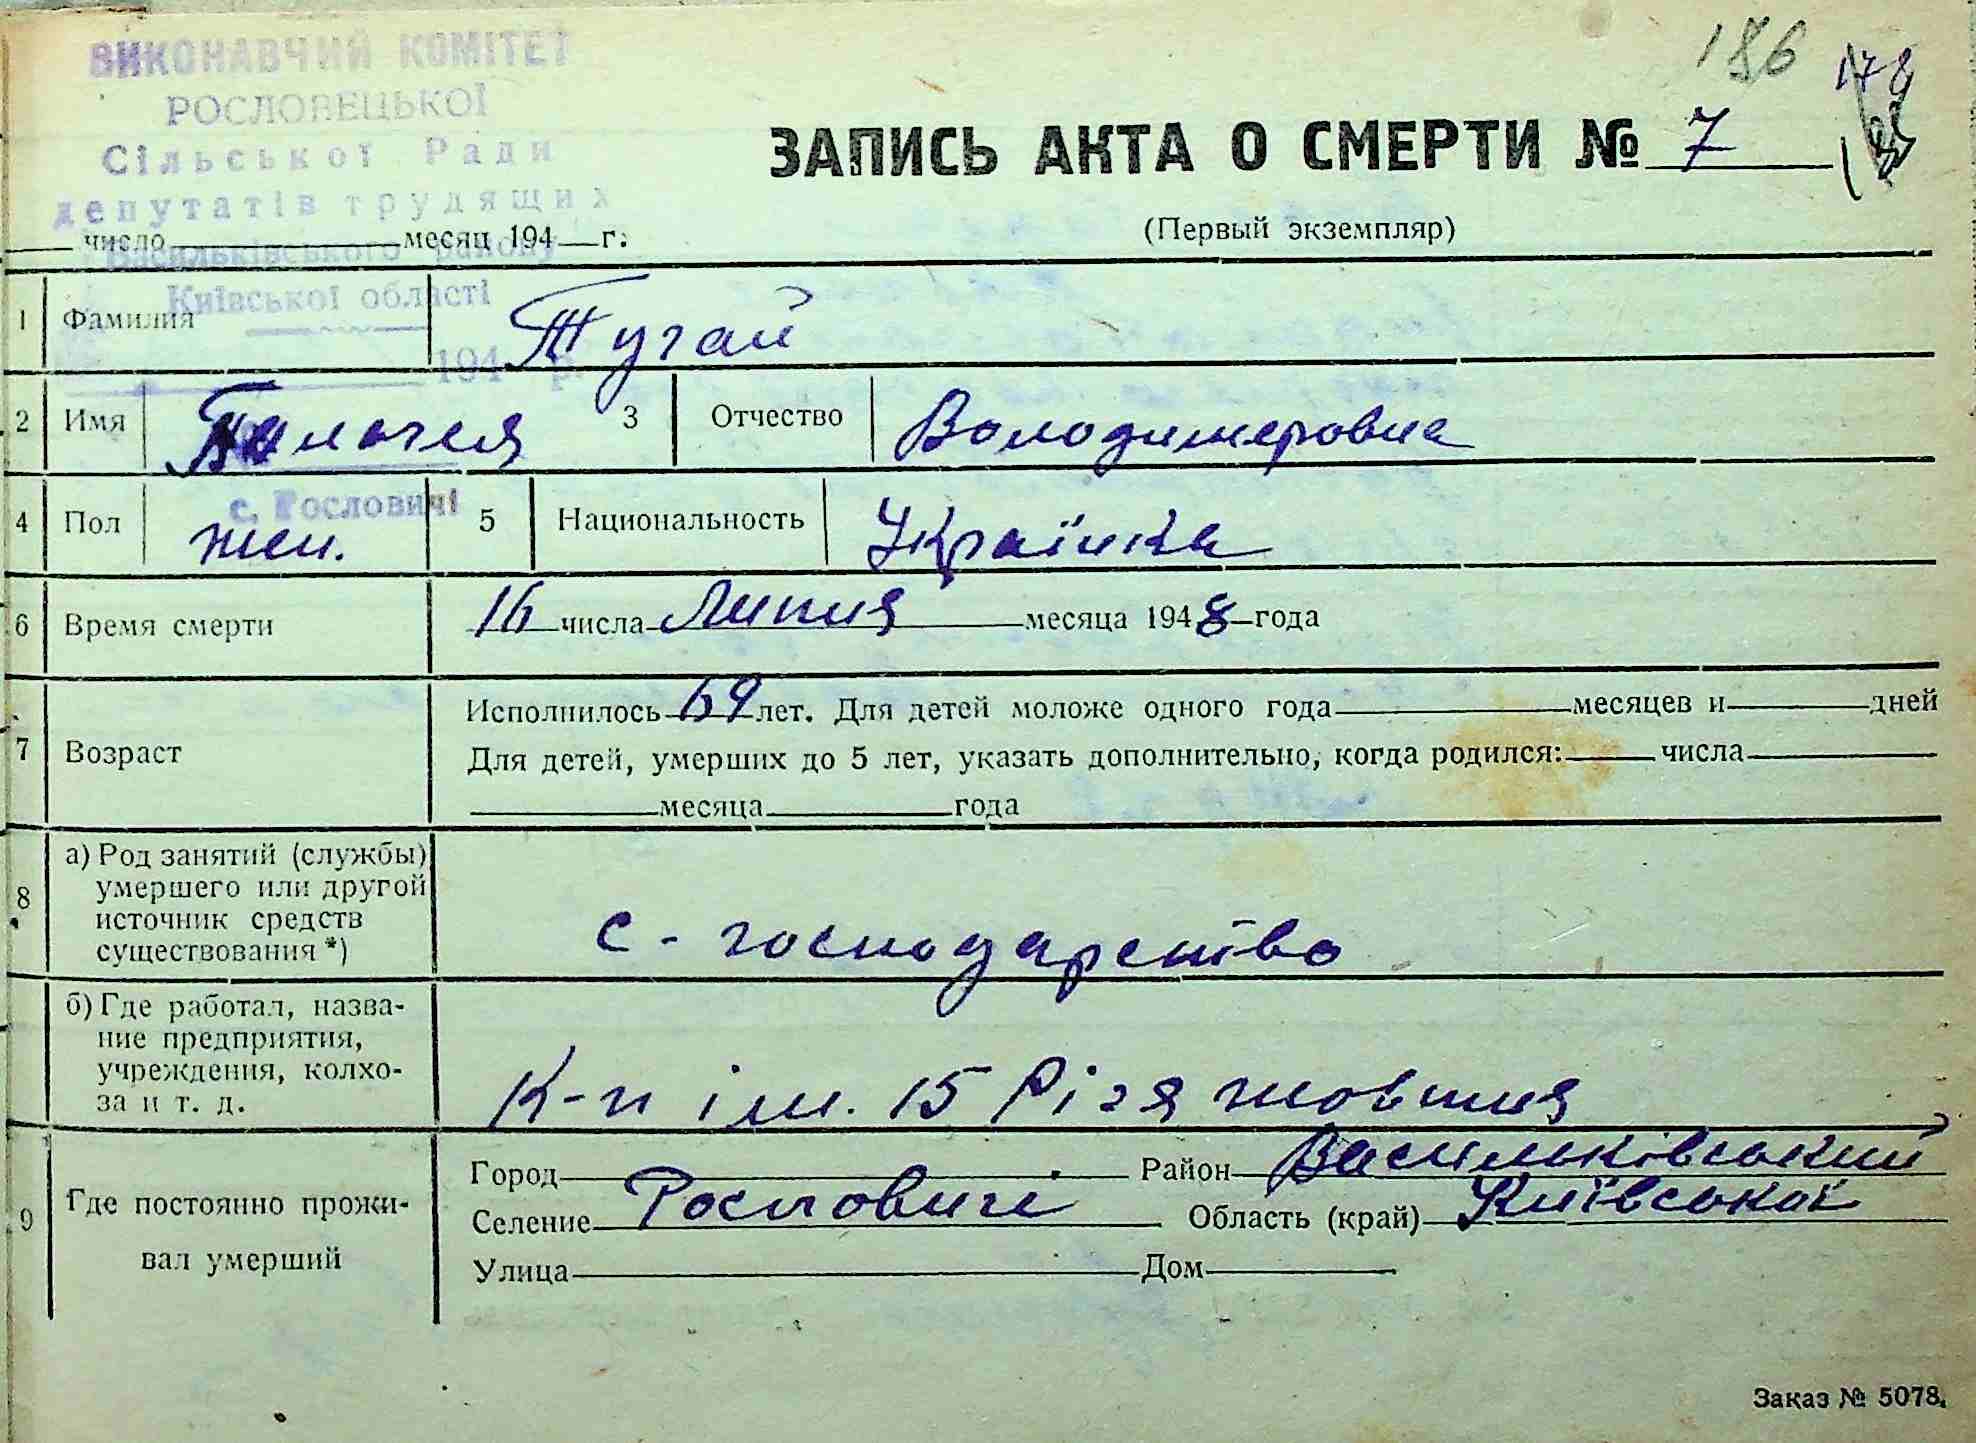 ВИКОНАВЧИЙ КОМІТЕТ
РОСЛОВЕЦЬКОЇ
Сільської Ради
депутатів трудящих
Васильківського району
Київської області
194 р.
с. Рословичі
186
178
ЗАПИСЬ АКТА О СМЕРТИ № 7
(Первый экземпляр)
число месяц 194 г.
1 Фамилия Тугай
2 Имя 3 Отчество Володимеровна
4 Пол жен. 5 Национальность Українка
6 Время смерти 16 числа Липня месяца 1948 года
7 Возраст
Исполнилось 69 лет. Для детей моложе одного года месяцев и дней
Для детей, умерших до 5 лет, указать дополнительно, когда родился: числа
месяца года
8 а) Род занятий (службы)
умершего или другой
источник средств
существования *)
с - господарство
б) Где работал, назва-
ние предприятия,
учреждения, колхо-
за и т. д.
К-п ім. 15 Річя жовтня
9 Где постоянно прожи-
вал умерший
Город Район Васильківський
Селение Рословичі Область (край) Київської
Улица Дом
Заказ № 5078.